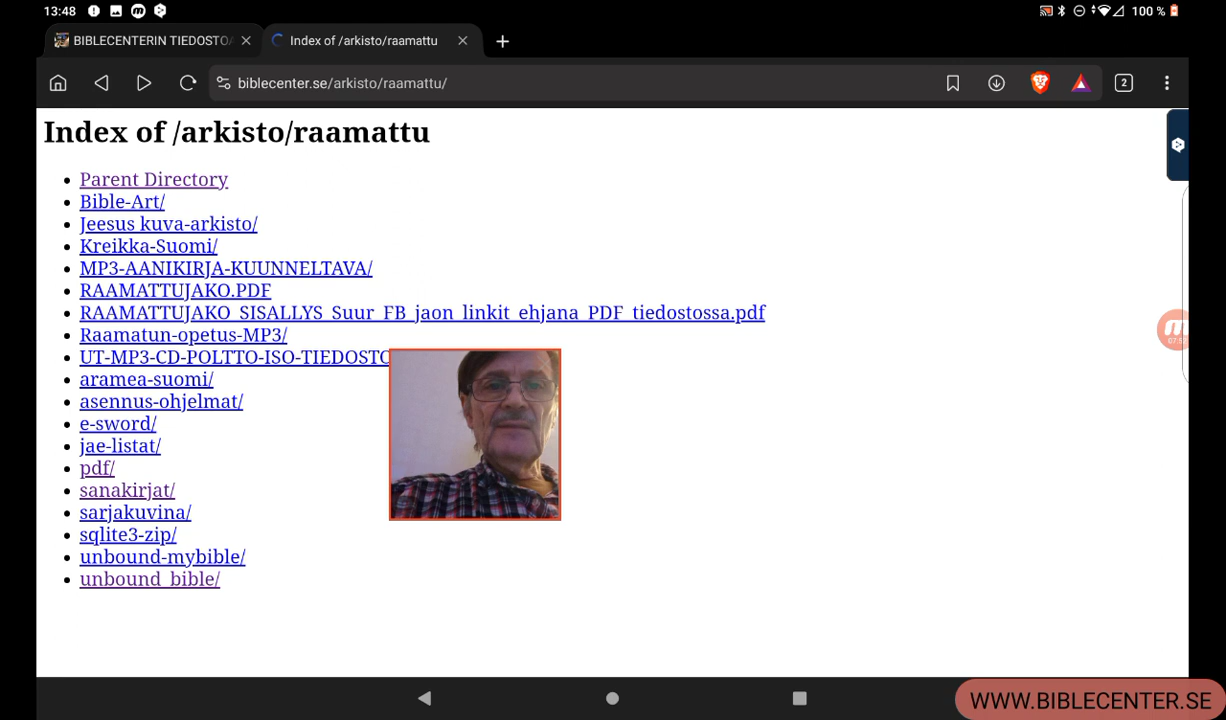 13:48
100 %
BIBLECENTERIN TIEDOSTOA
Index of /arkisto/raamattu
biblecenter.se/arkisto/raamattu/
2
Index of /arkisto/raamattu
Parent Directory
Bible-Art/
Jeesus kuva-arkisto/
Kreikka-Suomi/
MP3-AANIKIRJA-KUUNNELTAVA/
RAAMATTUJAKO.PDF
RAAMATTUJAKO_SISALLYS_Suur_FB_jaon_linkit_ehjana_PDF_tiedostossa.pdf
Raamatun-opetus-MP3/
UT-MP3-CD-POLTTO-ISO-TIEDOSTO
aramea-suomi/
asennus-ohjelmat/
e-sword/
jae-listat/
pdf/
sanakirjat/
sarjakuvina/
sqlite3-zip/
unbound-mybible/
unbound_bible/
WWW.BIBLECENTER.SE